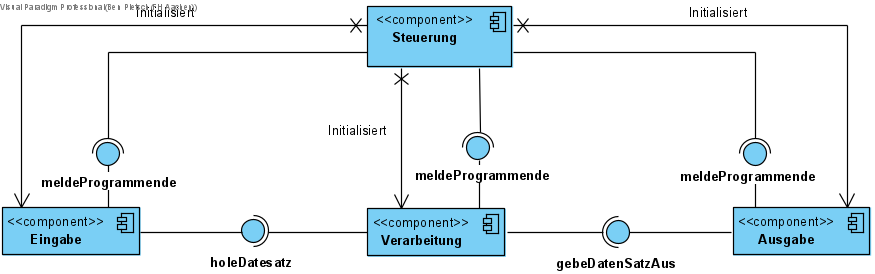 Visual Paradigm Professional(Ben Pietsch(FH Aachen))
Initialisiert
Initialisiert
<<component>>
Steuerung
Initialisiert
meldeProgrammende
meldeProgrammende
meldeProgrammende
<<component>>
Eingabe
<<component>>
Verarbeitung
<<component>>
Ausgabe
holeDatesatz
gebeDatenSatzAus